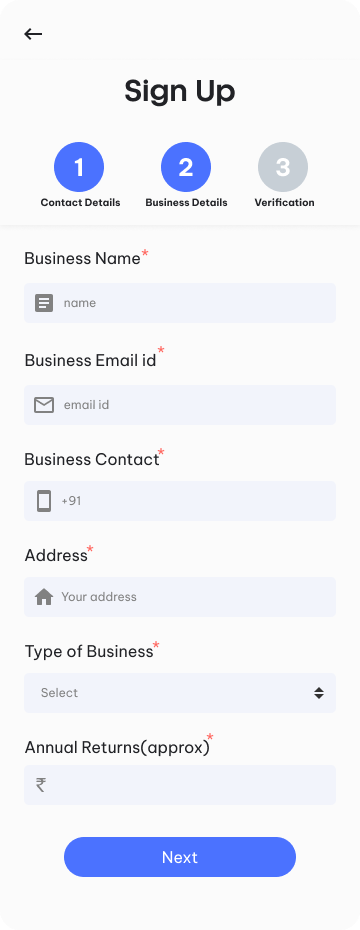 Sign Up
1 2 3
Contact Details Business Details Verification
Business Name*
name
Business Email id*
email id
Business Contact*
+91
Address*
Your address
Type of Business*
Select
Annual Returns(approx)*
₹
Next